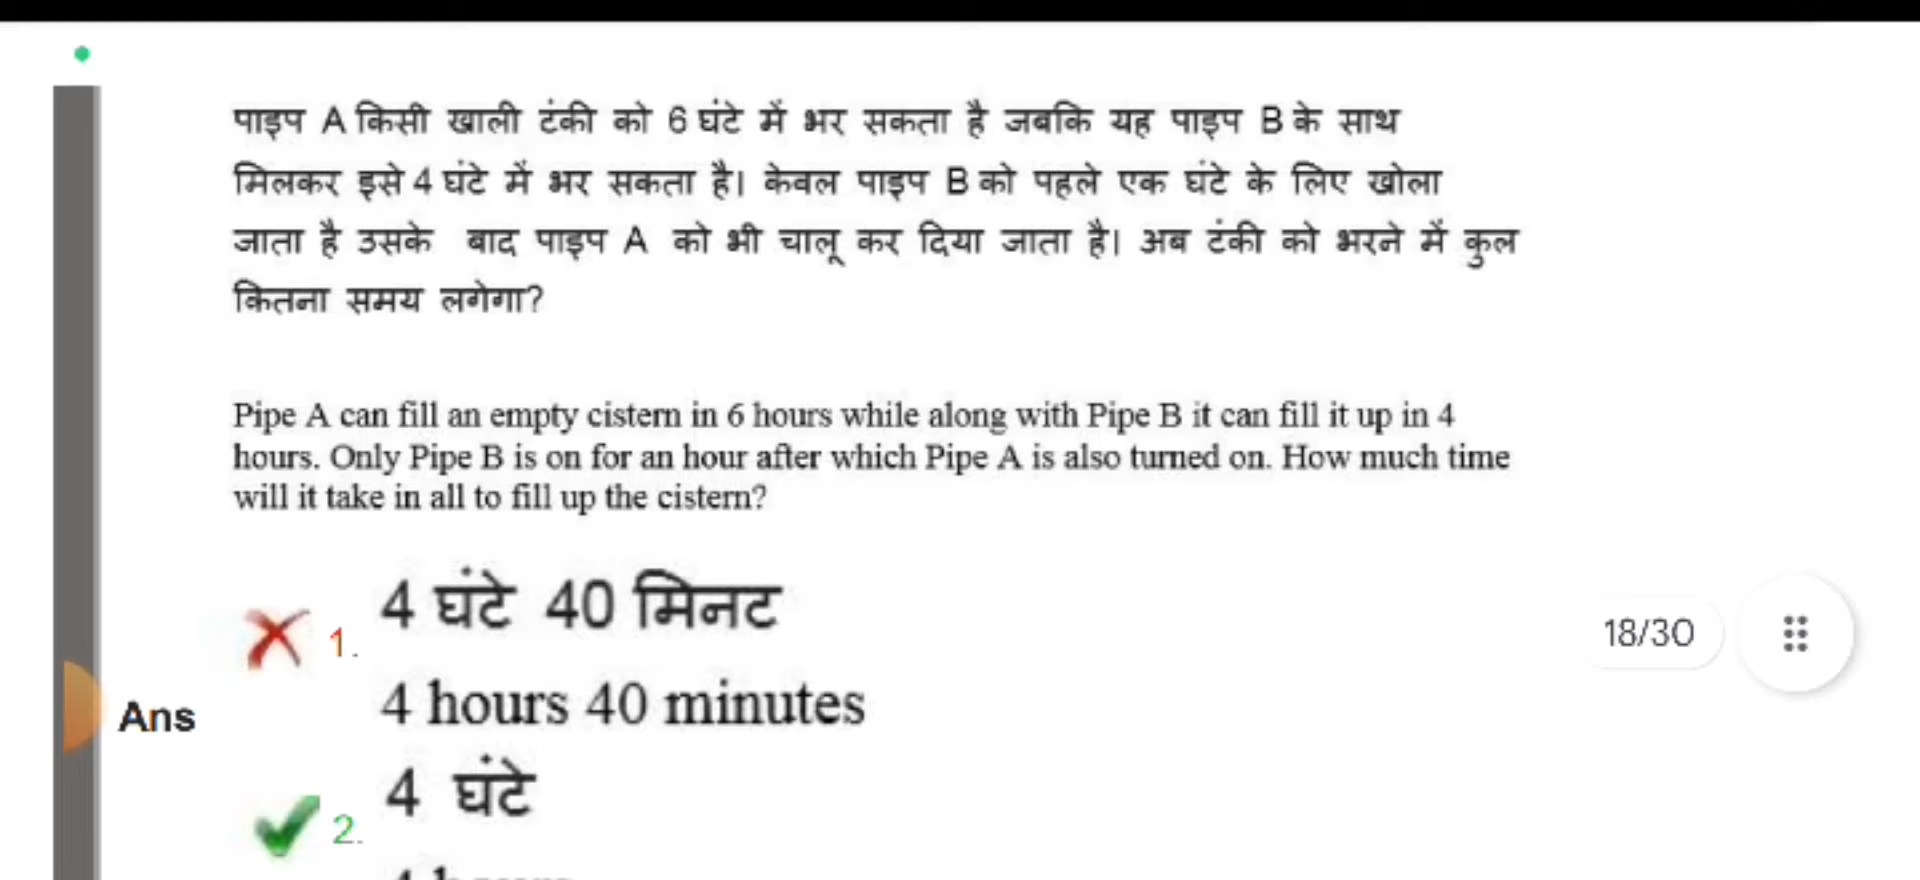 पाइप A किसी खाली टंकी को 6 घंटे में भर सकता है जबकि यह पाइप B के साथ
मिलकर इसे 4 घंटे में भर सकता है। केवल पाइप B को पहले एक घंटे के लिए खोला
जाता है उसके बाद पाइप A को भी चालू कर दिया जाता है। अब टंकी को भरने में कुल
कितना समय लगेगा?
Pipe A can fill an empty cistern in 6 hours while along with Pipe B it can fill it up in 4
hours. Only Pipe B is on for an hour after which Pipe A is also turned on. How much time
will it take in all to fill up the cistern?
Ans
1. 4 घंटे 40 मिनट
4 hours 40 minutes
18/30
2. 4 घंटे